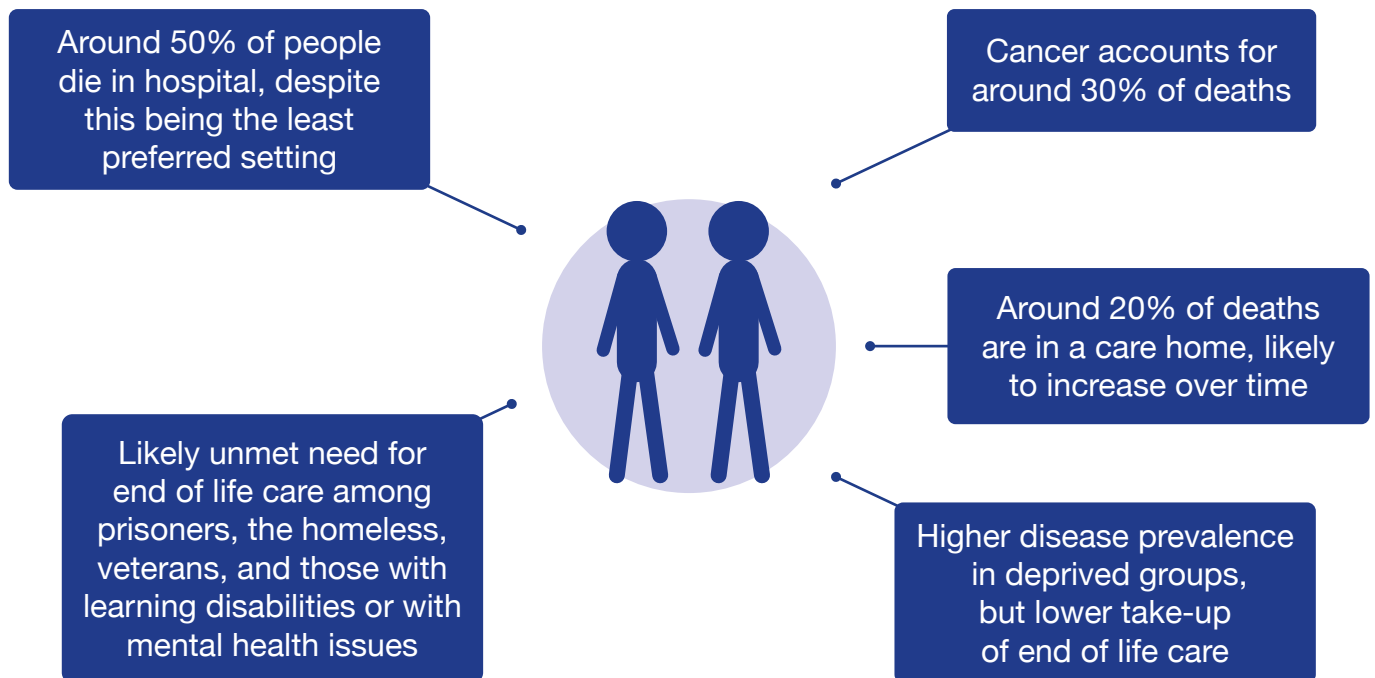 Around 50% of people
die in hospital, despite
this being the least
preferred setting
Cancer accounts for
around 30% of deaths
Around 20% of deaths
are in a care home, likely
to increase over time
Likely unmet need for
end of life care among
prisoners, the homeless,
veterans, and those with
learning disabilities or with
mental health issues
Higher disease prevalence
in deprived groups,
but lower take-up
of end of life care